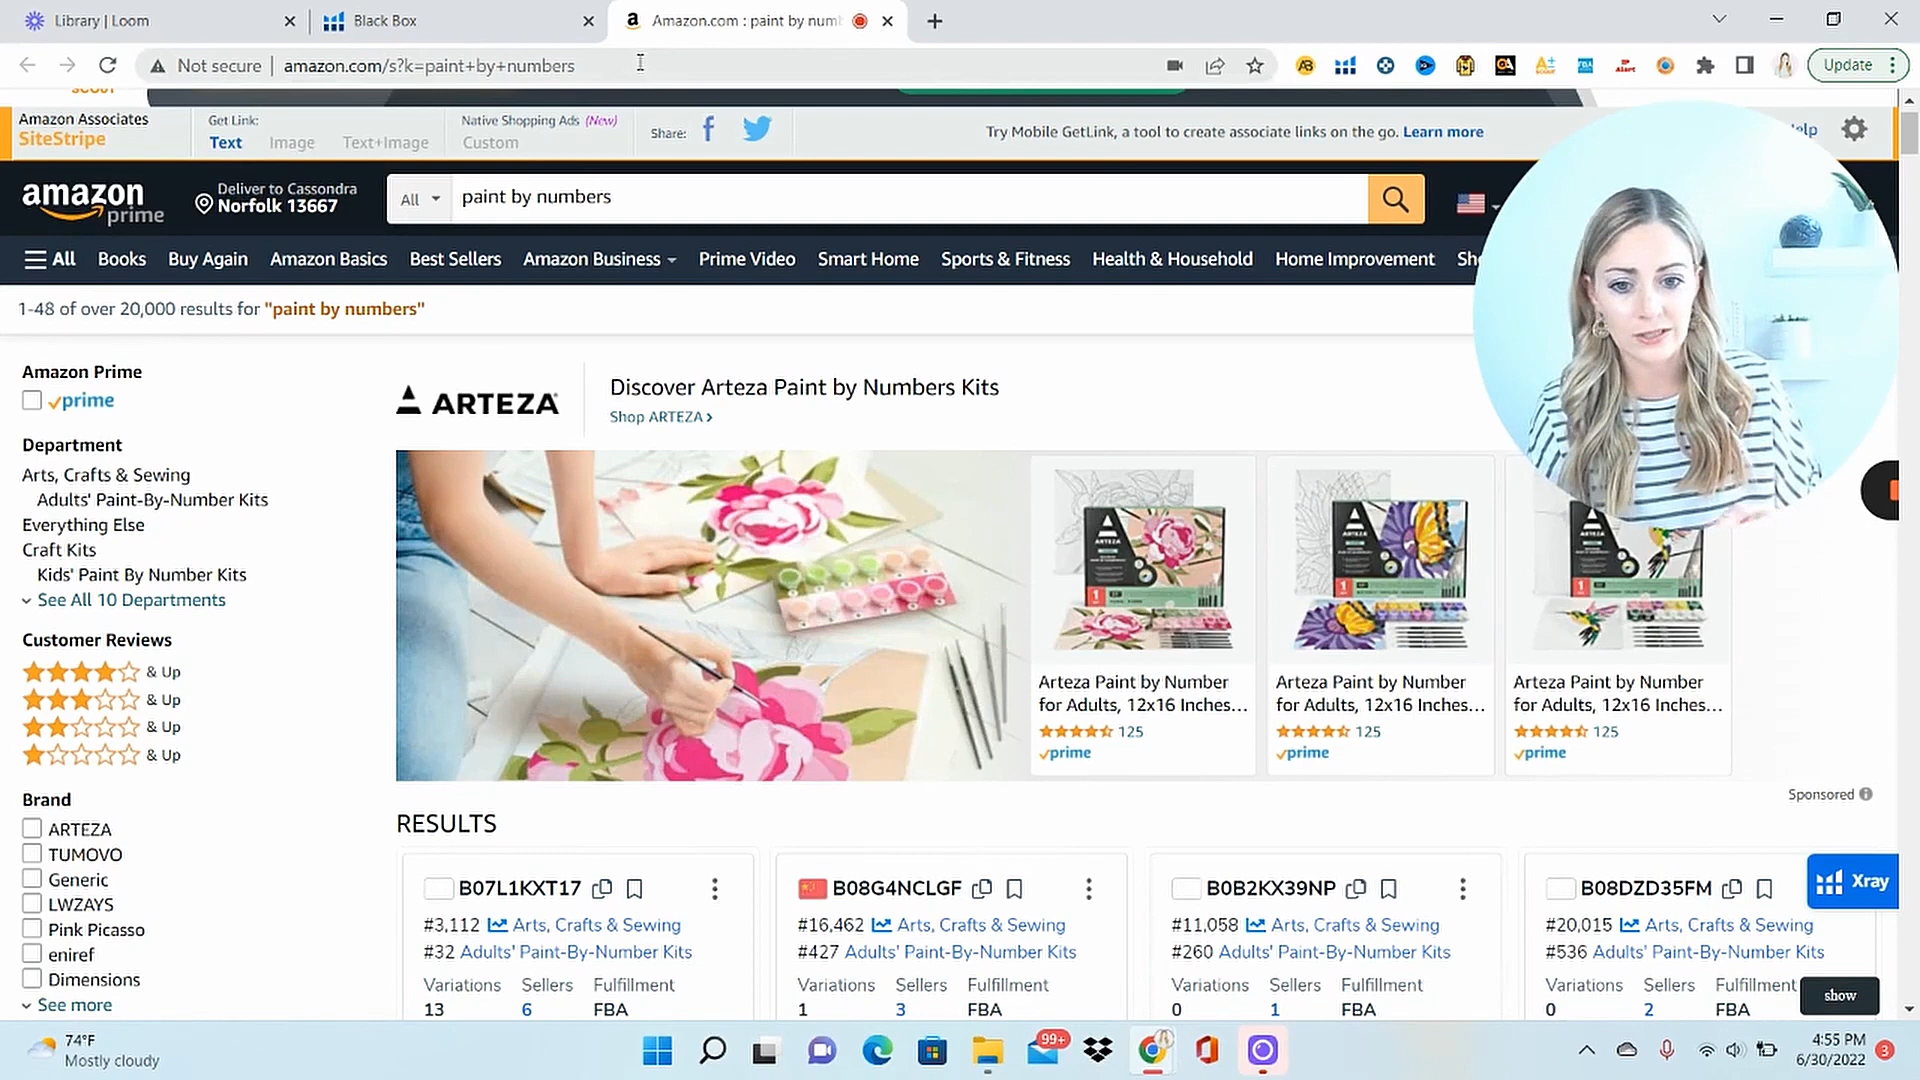 Library | Loom
Black Box
Amazon.com : paint by num
Not secure
amazon.com/s?k=paint+by+numbers
Update
Amazon Associates
SiteStripe
Get Link:
Text Image Text+Image
Native Shopping Ads (New)
Custom
Share:
Try Mobile GetLink, a tool to create associate links on the go. Learn more
amazon
prime
Deliver to Cassondra
Norfolk 13667
All
paint by numbers
All Books Buy Again Amazon Basics Best Sellers Amazon Business Prime Video Smart Home Sports & Fitness Health & Household Home Improvement
1-48 of over 20,000 results for "paint by numbers"
Amazon Prime
prime
Department
Arts, Crafts & Sewing
Adults' Paint-By-Number Kits
Everything Else
Craft Kits
Kids' Paint By Number Kits
See All 10 Departments
Customer Reviews
& Up
& Up
& Up
& Up
Brand
ARTEZA
TUMOVO
Generic
LWZAYS
Pink Picasso
eniref
Dimensions
See more
ARTEZA
Discover Arteza Paint by Numbers Kits
Shop ARTEZA
Arteza Paint by Number
for Adults, 12x16 Inches...
125
prime
Arteza Paint by Number
for Adults, 12x16 Inches...
125
prime
Arteza Paint by Number
for Adults, 12x16 Inches...
125
prime
Sponsored
RESULTS
B07L1KXT17
#3,112 Arts, Crafts & Sewing
#32 Adults' Paint-By-Number Kits
Variations Sellers Fulfillment
13 6 FBA
B08G4NCLGF
#16,462 Arts, Crafts & Sewing
#427 Adults' Paint-By-Number Kits
Variations Sellers Fulfillment
1 3 FBA
B0B2KX39NP
#11,058 Arts, Crafts & Sewing
#260 Adults' Paint-By-Number Kits
Variations Sellers Fulfillment
0 1 FBA
B08DZD35FM
#20,015 Arts, Crafts & Sewing
#536 Adults' Paint-By-Number Kits
Variations Sellers Fulfillment
0 2 FBA
Xray
show
74°F
Mostly cloudy
99+
4:55 PM
6/30/2022
3